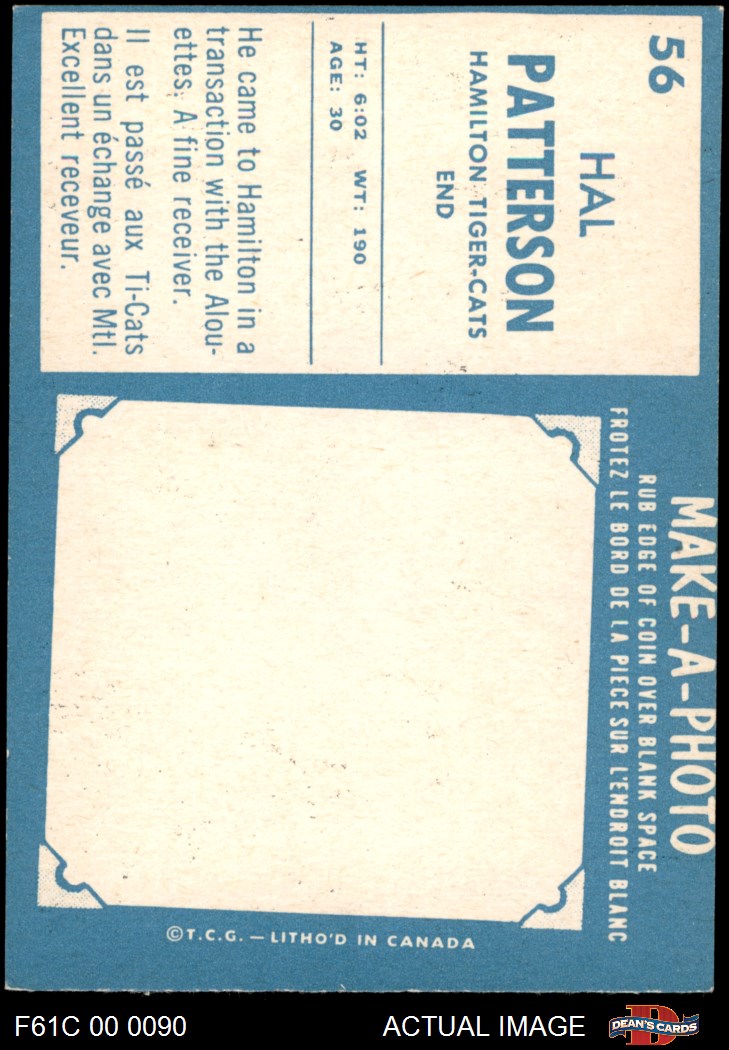 56
HAL
PATTERSON
HAMILTON TIGER-CATS
END
HT: 6:02 WT: 190
AGE: 30
He came to Hamilton in a
transaction with the Alou-
ettes. A fine receiver.
Il est passé aux Ti-Cats
dans un échange avec Mtl.
Excellent receveur.
MAKE-A-PHOTO
RUB EDGE OF COIN OVER BLANK SPACE
FROTEZ LE BORD DE LA PIECE SUR L'ENDROIT BLANC
©T.C.G. — LITHO'D IN CANADA
F61C 00 0090
ACTUAL IMAGE
D
DEAN'S CARDS